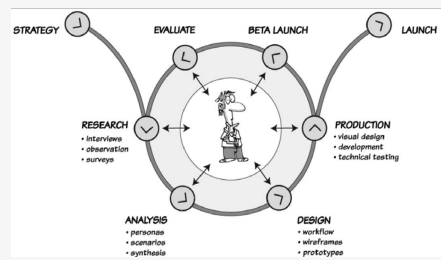 STRATEGY
EVALUATE
BETA LAUNCH
LAUNCH
RESEARCH
• interviews
• observation
• surveys
PRODUCTION
• visual design
• development
• technical testing
ANALYSIS
• personas
• scenarios
• synthesis
DESIGN
• workflow
• wireframes
• prototypes